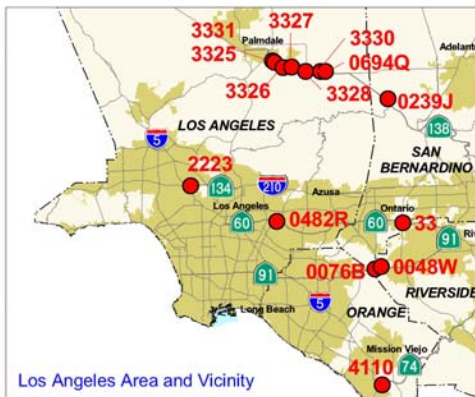 3327
3331
3330
Palmdale
Adelant
3325
0694Q
3326
3328
0239J
LOS ANGELES
5
138
SAN
BERNARDINO
2223
134
210
Azusa
Los Angeles
60
0482R
60
Ontario
33
91
Ri
91
0076B
0048W
RIVERSIDE
5
Long Beach
ORANGE
Mission Viejo
4110
74
Los Angeles Area and Vicinity